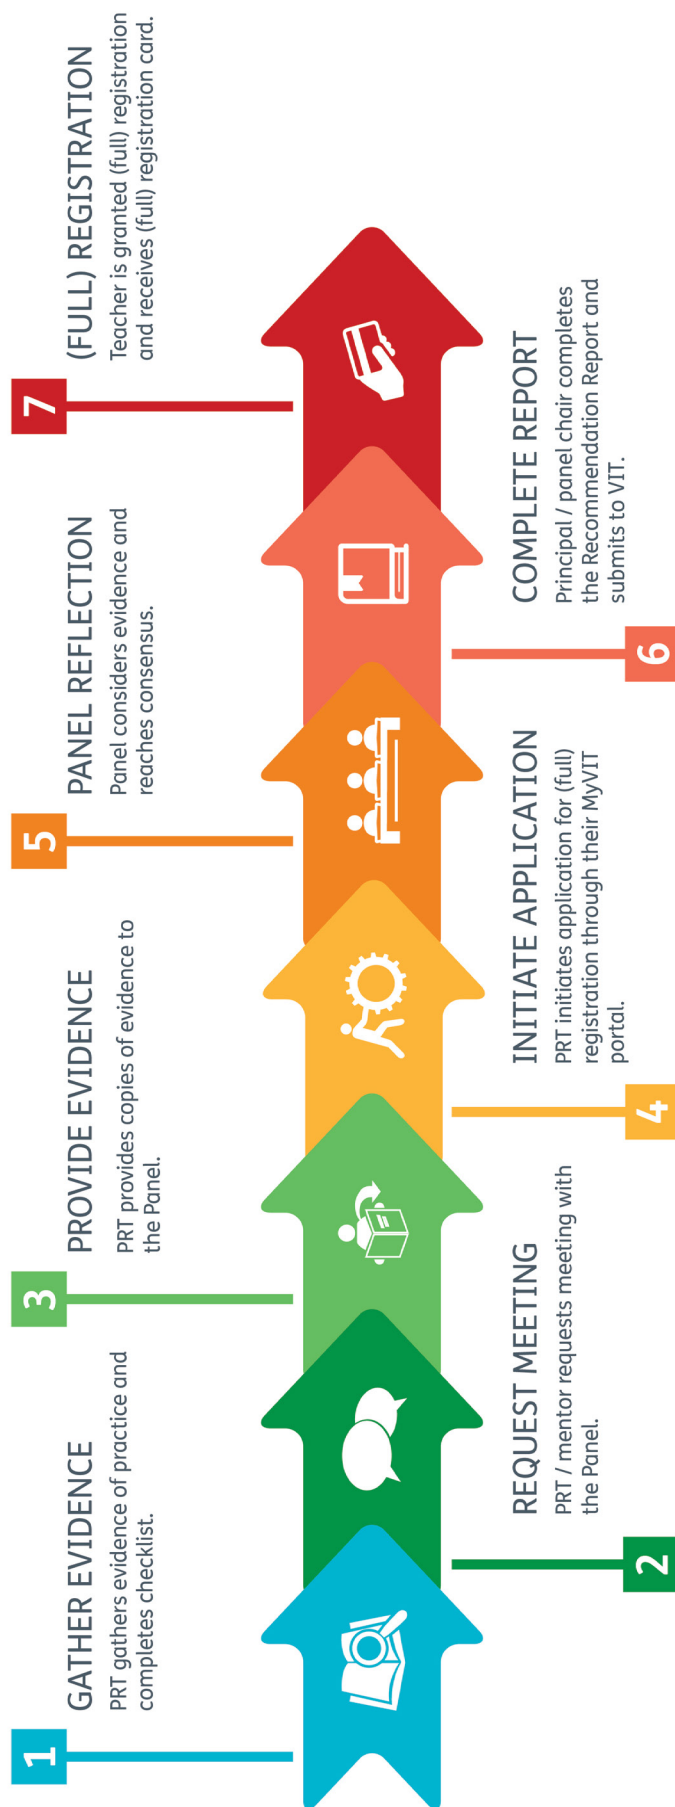 1
GATHER EVIDENCE
PRT gathers evidence of practice and
completes checklist.
2
REQUEST MEETING
PRT / mentor requests meeting with
the Panel.
3
PROVIDE EVIDENCE
PRT provides copies of evidence to
the Panel.
4
INITIATE APPLICATION
PRT initiates application for (full)
registration through their MyVIT
portal.
5
PANEL REFLECTION
Panel considers evidence and
reaches consensus.
6
COMPLETE REPORT
Principal / panel chair completes
the Recommendation Report and
submits to VIT.
7
(FULL) REGISTRATION
Teacher is granted (full) registration
and receives (full) registration card.